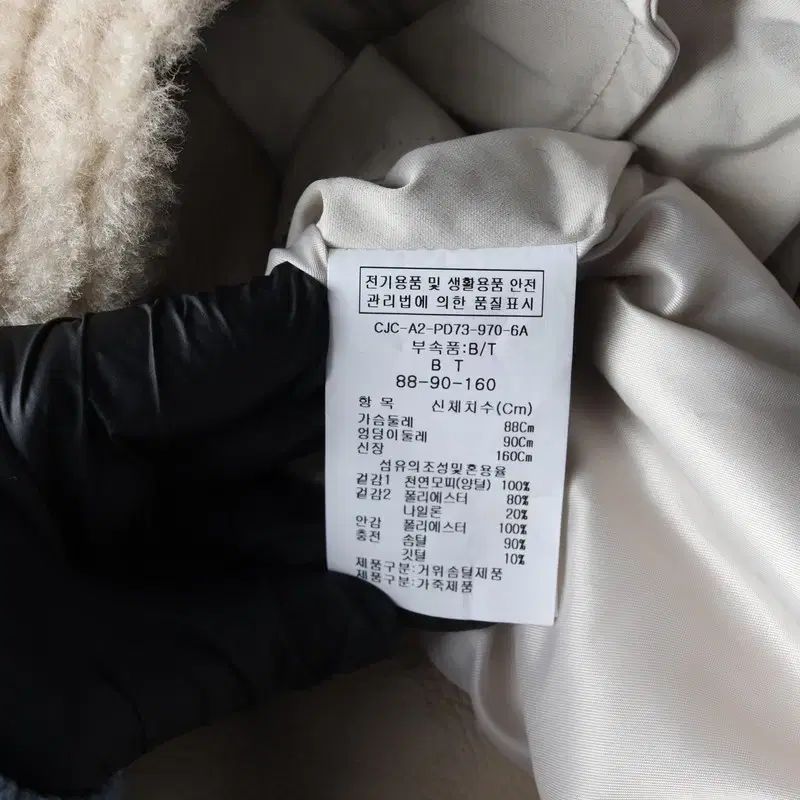 전기용품 및 생활용품 안전
관리법에 의한 품질표시
CJC-A2-PD73-970-6A
부속품:B/T
B T
88-90-160
항 목 신체치수(Cm)
가슴둘레 88Cm
엉덩이둘레 90Cm
신장 160Cm
섬유의조성및혼용율
겉감1 천연모피(양털) 100%
겉감2 폴리에스터 80%
나일론 20%
안감 폴리에스터 100%
충전 솜털 90%
깃털 10%
제품구분:거위솜털제품
제품구분:가죽제품